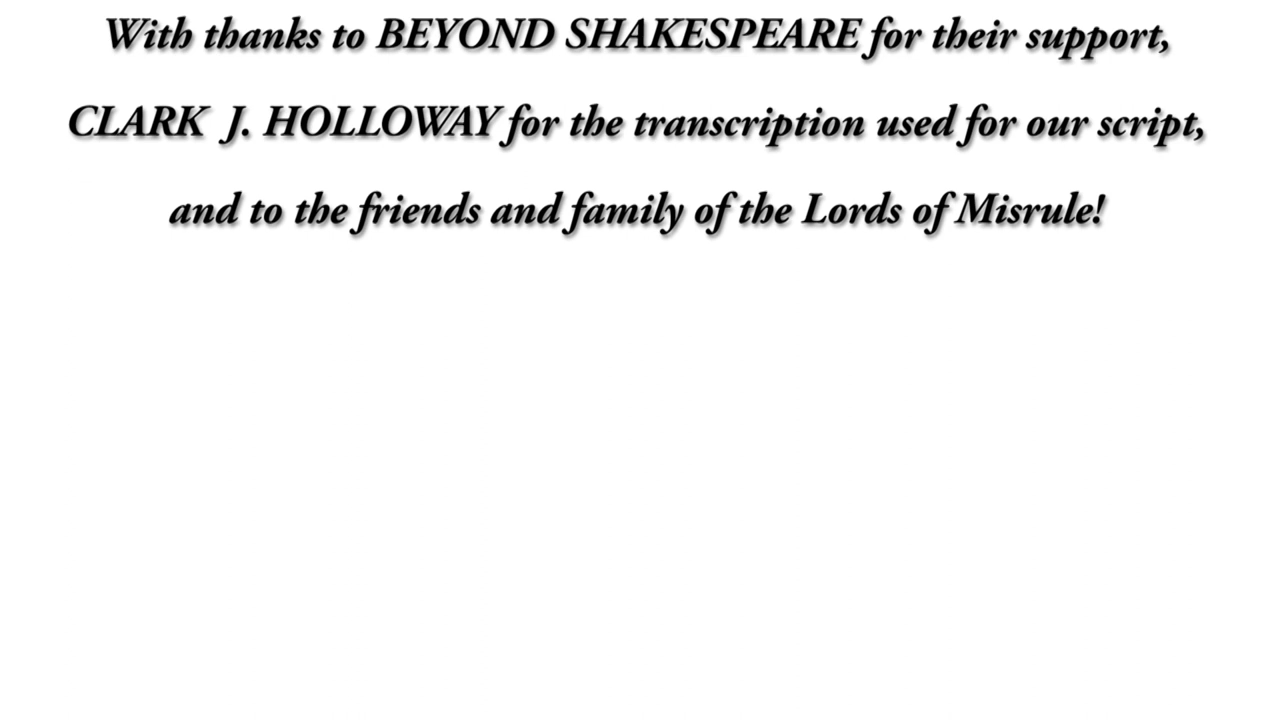 With thanks to BEYOND SHAKESPEARE for their support,
CLARK J. HOLLOWAY for the transcription used for our script,
and to the friends and family of the Lords of Misrule!